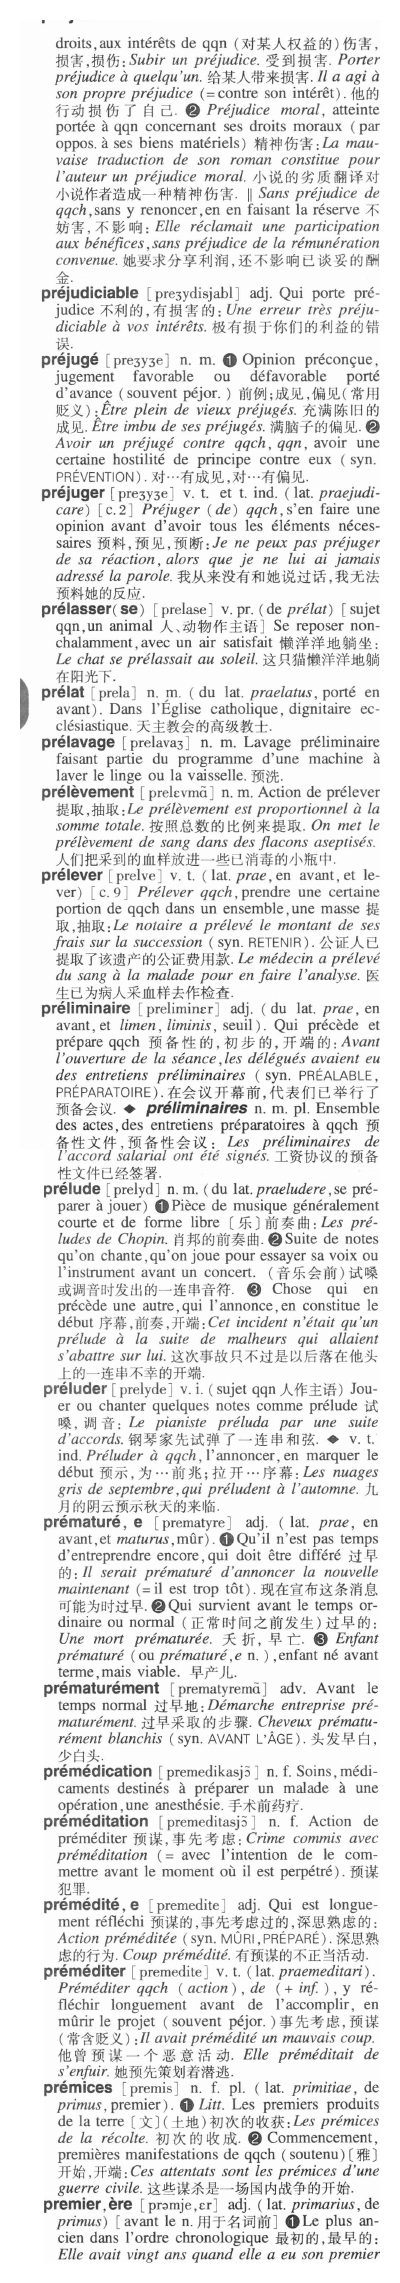 droits, aux intérêts de qqn (对某人权益的) 伤害,
损害,损伤: Subir un préjudice. 受到损害. Porter
préjudice à quelqu'un. 给某人带来损害. Il a agi à
son propre préjudice (= contre son intérêt). 他的
行动损伤了自己. ❷ Préjudice moral, atteinte
portée à qqn concernant ses droits moraux (par
oppos. à ses biens matériels) 精神伤害: La mau-
vaise traduction de son roman constitue pour
l'auteur un préjudice moral. 小说的劣质翻译对
小说作者造成一种精神伤害. ‖ Sans préjudice de
qqch, sans y renoncer, en en faisant la réserve 不
妨害,不影响: Elle réclamait une participation
aux bénéfices, sans préjudice de la rémunération
convenue. 她要求分享利润,还不影响已谈妥的酬
金.
préjudiciable [preʒydisjabl] adj. Qui porte pré-
judice 不利的,有损害的: Une erreur très préju-
diciable à vos intérêts. 极有损于你们的利益的错
误.
préjugé [preʒyʒe] n. m. ❶ Opinion préconçue,
jugement favorable ou défavorable porté
d'avance (souvent péjor.) 前例;成见,偏见(常用
贬义): Être plein de vieux préjugés. 充满陈旧的
成见. Être imbu de ses préjugés. 满脑子的偏见. ❷
Avoir un préjugé contre qqch, qqn, avoir une
certaine hostilité de principe contre eux (syn.
PRÉVENTION). 对…有成见,对…有偏见.
préjuger [preʒyʒe] v. t. et t. ind. (lat. praejudi-
care) [c. 2] Préjuger (de) qqch, s'en faire une
opinion avant d'avoir tous les éléments néces-
saires 预料,预见,预断: Je ne peux pas préjuger
de sa réaction, alors que je ne lui ai jamais
adressé la parole. 我从来没有和她说过话,我无法
预料她的反应.
prélasser(se) [prelase] v. pr. (de prélat) [sujet
qqn, un animal 人、动物作主语] Se reposer non-
chalamment, avec un air satisfait 懒洋洋地躺坐:
Le chat se prélassait au soleil. 这只猫懒洋洋地躺
在阳光下.
prélat [prela] n. m. (du lat. praelatus, porté en
avant). Dans l'Église catholique, dignitaire ec-
clésiastique. 天主教会的高级教士.
prélavage [prelavaʒ] n. m. Lavage préliminaire
faisant partie du programme d'une machine à
laver le linge ou la vaisselle. 预洗.
prélèvement [prelɛvmɑ̃] n. m. Action de prélever
提取,抽取: Le prélèvement est proportionnel à la
somme totale. 按照总数的比例来提取. On met le
prélèvement de sang dans des flacons aseptisés.
人们把采到的血样放进一些已消毒的小瓶中.
prélever [prelve] v. t. (lat. prae, en avant, et le-
ver) [c. 9] Prélever qqch, prendre une certaine
portion de qqch dans un ensemble, une masse 提
取,抽取: Le notaire a prélevé le montant de ses
frais sur la succession (syn. RETENIR). 公证人已
提取了该遗产的公证费用款. Le médecin a prélevé
du sang à la malade pour en faire l'analyse. 医
生已为病人采血样去作检查.
préliminaire [preliminɛr] adj. (du lat. prae, en
avant, et limen, liminis, seuil). Qui précède et
prépare qqch 预备性的,初步的,开端的: Avant
l'ouverture de la séance, les délégués avaient eu
des entretiens préliminaires (syn. PRÉALABLE,
PRÉPARATOIRE). 在会议开幕前,代表们已举行了
预备会议. ◆ préliminaires n. m. pl. Ensemble
des actes, des entretiens préparatoires à qqch 预
备性文件,预备性会议: Les préliminaires de
l'accord salarial ont été signés. 工资协议的预备
性文件已经签署.
prélude [prelyd] n. m. (du lat. praeludere, se pré-
parer à jouer) ❶ Pièce de musique généralement
courte et de forme libre 〔乐〕前奏曲: Les pré-
ludes de Chopin. 肖邦的前奏曲. ❷ Suite de notes
qu'on chante, qu'on joue pour essayer sa voix ou
l'instrument avant un concert. (音乐会前) 试嗓
或调音时发出的一连串音符. ❸ Chose qui en
précède une autre, qui l'annonce, en constitue le
début 序幕,前奏,开端: Cet incident n'était qu'un
prélude à la suite de malheurs qui allaient
s'abattre sur lui. 这次事故只不过是以后落在他头
上的一连串不幸的开端.
préluder [prelyde] v. i. (sujet qqn 人作主语) Jou-
er ou chanter quelques notes comme prélude 试
嗓,调音: Le pianiste préluda par une suite
d'accords. 钢琴家先试弹了一连串和弦. ◆ v. t.
ind. Préluder à qqch, l'annoncer, en marquer le
début 预示,为…前兆;拉开…序幕: Les nuages
gris de septembre, qui préludent à l'automne. 九
月的阴云预示秋天的来临.
prématuré, e [prematyre] adj. (lat. prae, en
avant, et maturus, mûr). ❶ Qu'il n'est pas temps
d'entreprendre encore, qui doit être différé 过早
的: Il serait prématuré d'annoncer la nouvelle
maintenant (= il est trop tôt). 现在宣布这条消息
可能为时过早. ❷ Qui survient avant le temps or-
dinaire ou normal (正常时间之前发生) 过早的:
Une mort prématurée. 夭折,早亡. ❸ Enfant
prématuré (ou prématuré, e n.), enfant né avant
terme, mais viable. 早产儿.
prématurément [prematyremɑ̃] adv. Avant le
temps normal 过早地: Démarche entreprise pré-
maturément. 过早采取的步骤. Cheveux prématu-
rément blanchis (syn. AVANT L'ÂGE). 头发早白,
少白头.
prémédication [premedikasjɔ̃] n. f. Soins, médi-
caments destinés à préparer un malade à une
opération, une anesthésie. 手术前药疗.
préméditation [premeditasjɔ̃] n. f. Action de
préméditer 预谋,事先考虑: Crime commis avec
préméditation (= avec l'intention de le com-
mettre avant le moment où il est perpétré). 预谋
犯罪.
prémédité, e [premedite] adj. Qui est longue-
ment réfléchi 预谋的,事先考虑过的,深思熟虑的:
Action préméditée (syn. MÛRI, PRÉPARÉ). 深思熟
虑的行为. Coup prémédité. 有预谋的不正当活动.
préméditer [premedite] v. t. (lat. praemeditari).
Préméditer qqch (action), de (+ inf.), y ré-
fléchir longuement avant de l'accomplir, en
mûrir le projet (souvent péjor.) 事先考虑,预谋
(常含贬义): Il avait prémédité un mauvais coup.
他曾预谋一个恶意活动. Elle préméditait de
s'enfuir. 她预先策划着潜逃.
prémices [premis] n. f. pl. (lat. primitiae, de
primus, premier). ❶ Litt. Les premiers produits
de la terre 〔文〕(土地)初次的收获: Les prémices
de la récolte. 初次的收成. ❷ Commencement,
premières manifestations de qqch (soutenu)〔雅〕
开始,开端: Ces attentats sont les prémices d'une
guerre civile. 这些谋杀是一场国内战争的开始.
premier, ère [prəmje, ɛr] adj. (lat. primarius, de
primus) [avant le n. 用于名词前] ❶ Le plus an-
cien dans l'ordre chronologique 最初的,最早的:
Elle avait vingt ans quand elle a eu son premier